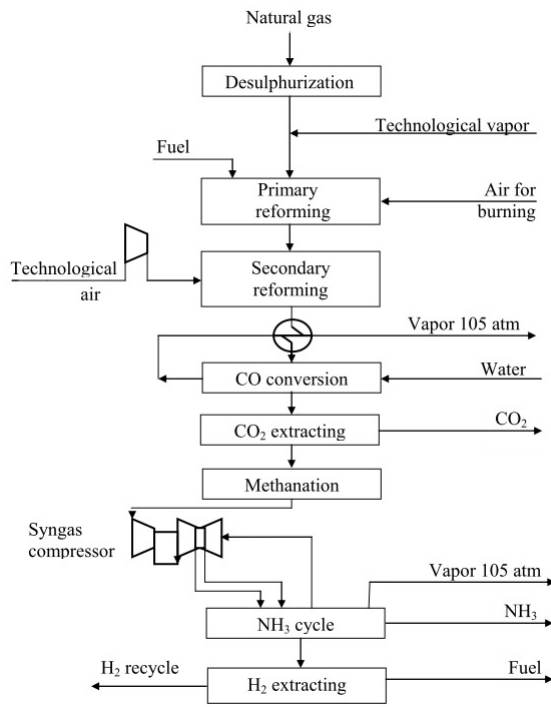 Natural gas
Desulphurization
Technological vapor
Fuel
Primary
reforming
Air for
burning
Technological
air
Secondary
reforming
Vapor 105 atm
CO conversion
Water
CO₂ extracting
CO₂
Methanation
Syngas
compressor
Vapor 105 atm
NH₃ cycle
NH₃
H₂ recycle
H₂ extracting
Fuel